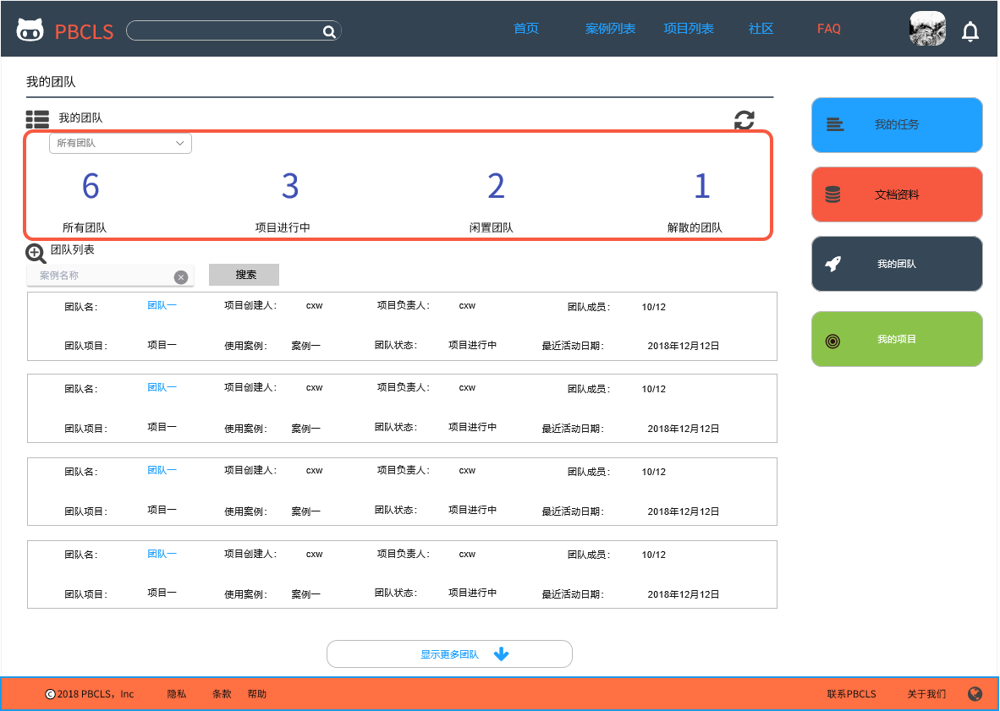 PBCLS 首页 案例列表 项目列表 社区 FAQ
我的团队
我的团队
所有团队
6 3 2 1
所有团队 项目进行中 闲置团队 解散的团队
团队列表
案例名称 搜索
团队名： 团队一 项目创建人： cxw 项目负责人： cxw 团队成员： 10/12
团队项目： 项目一 使用案例： 案例一 团队状态： 项目进行中 最近活动日期： 2018年12月12日
团队名： 团队一 项目创建人： cxw 项目负责人： cxw 团队成员： 10/12
团队项目： 项目一 使用案例： 案例一 团队状态： 项目进行中 最近活动日期： 2018年12月12日
团队名： 团队一 项目创建人： cxw 项目负责人： cxw 团队成员： 10/12
团队项目： 项目一 使用案例： 案例一 团队状态： 项目进行中 最近活动日期： 2018年12月12日
团队名： 团队一 项目创建人： cxw 项目负责人： cxw 团队成员： 10/12
团队项目： 项目一 使用案例： 案例一 团队状态： 项目进行中 最近活动日期： 2018年12月12日
显示更多团队
我的任务
文档资料
我的团队
我的项目
©2018 PBCLS，Inc 隐私 条款 帮助 联系PBCLS 关于我们